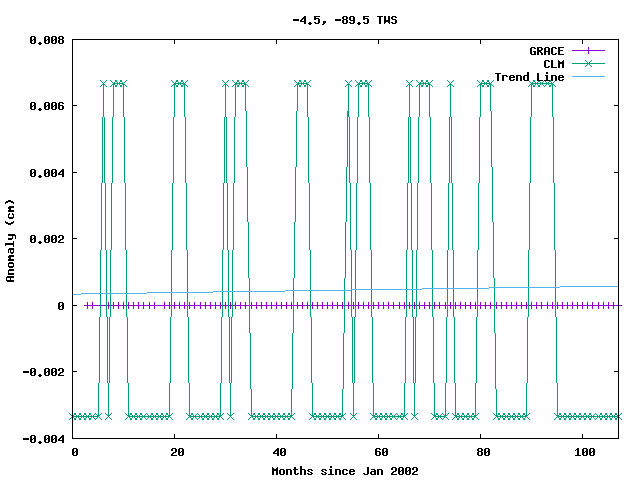 -4.5, -89.5 TWS
GRACE
CLM
Trend Line
0.008
0.006
0.004
0.002
0
-0.002
-0.004
Anomaly (cm)
0 20 40 60 80 100
Months since Jan 2002